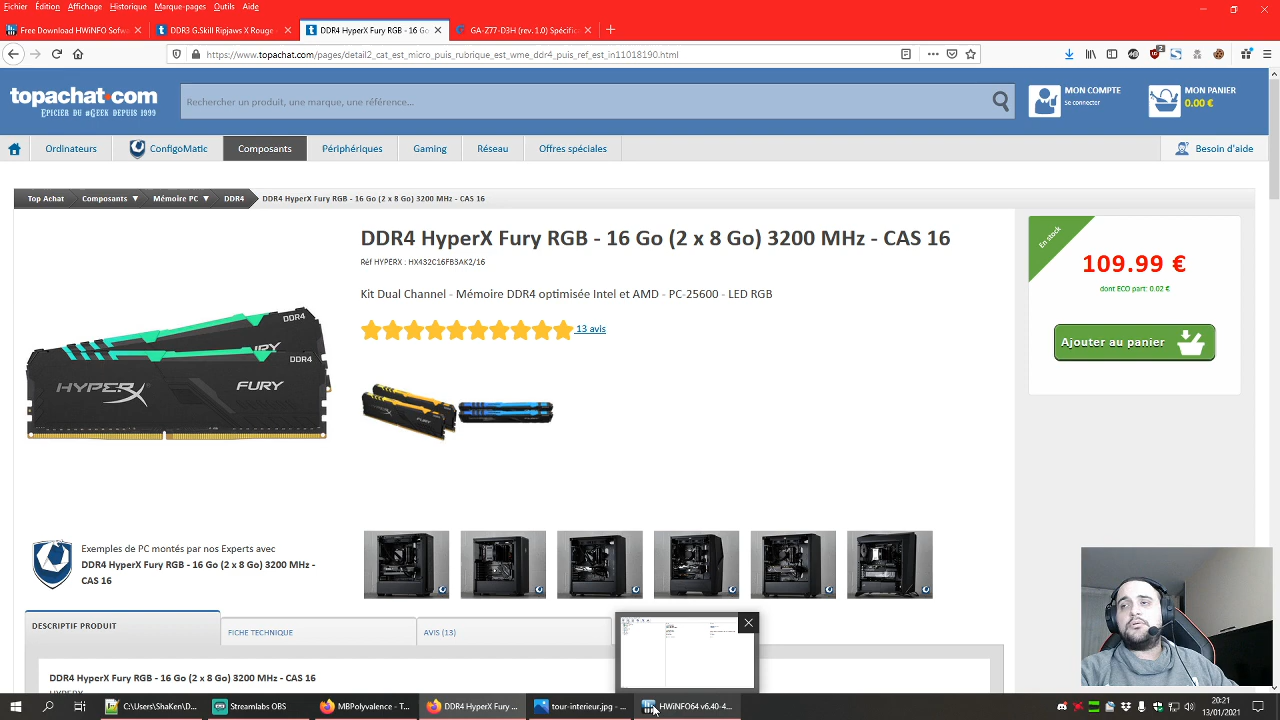 Fichier Édition Affichage Historique Marque-pages Outils Aide
Free Download HWiNFO Sofw
DDR3 G.Skill Ripjaws X Rouge
DDR4 HyperX Fury RGB - 16 Go
GA-Z77-D3H (rev. 1.0) Spécific
https://www.topachat.com/pages/detail2_cat_est_micro_puis_rubrique_est_wme_ddr4_puis_ref_est_in11018190.html
2
topachat.com
EPICIER DU #GEEK DEPUIS 1999
Rechercher un produit, une marque, une référence...
MON COMPTE
Se connecter
MON PANIER
0.00 €
Ordinateurs
ConfigoMatic
Composants
Périphériques
Gaming
Réseau
Offres spéciales
Besoin d'aide
Top Achat
Composants ▼
Mémoire PC ▼
DDR4
DDR4 HyperX Fury RGB - 16 Go (2 x 8 Go) 3200 MHz - CAS 16
DDR4 HyperX Fury RGB - 16 Go (2 x 8 Go) 3200 MHz - CAS 16
Réf HYPERX : HX432C16FB3AK2/16
Kit Dual Channel - Mémoire DDR4 optimisée Intel et AMD - PC-25600 - LED RGB
13 avis
En stock
109.99 €
dont ECO part: 0.02 €
Ajouter au panier
DDR4
DDR4
HYPERX
FURY
Exemples de PC montés par nos Experts avec
DDR4 HyperX Fury RGB - 16 Go (2 x 8 Go) 3200 MHz -
CAS 16
DESCRIPTIF PRODUIT
FICHE TECHNIQUE
AVIS (13)
DDR4 HyperX Fury RGB - 16 Go (2 x 8 Go) 3200 MHz - CAS 16
HYPERX
C:\Users\ShaKen\Da...
Streamlabs OBS
MBPolyvalence - T...
DDR4 HyperX Fury ...
tour-interieur.jpg - ...
HWiNFO64 v6.40-4...
20:21
13/01/2021